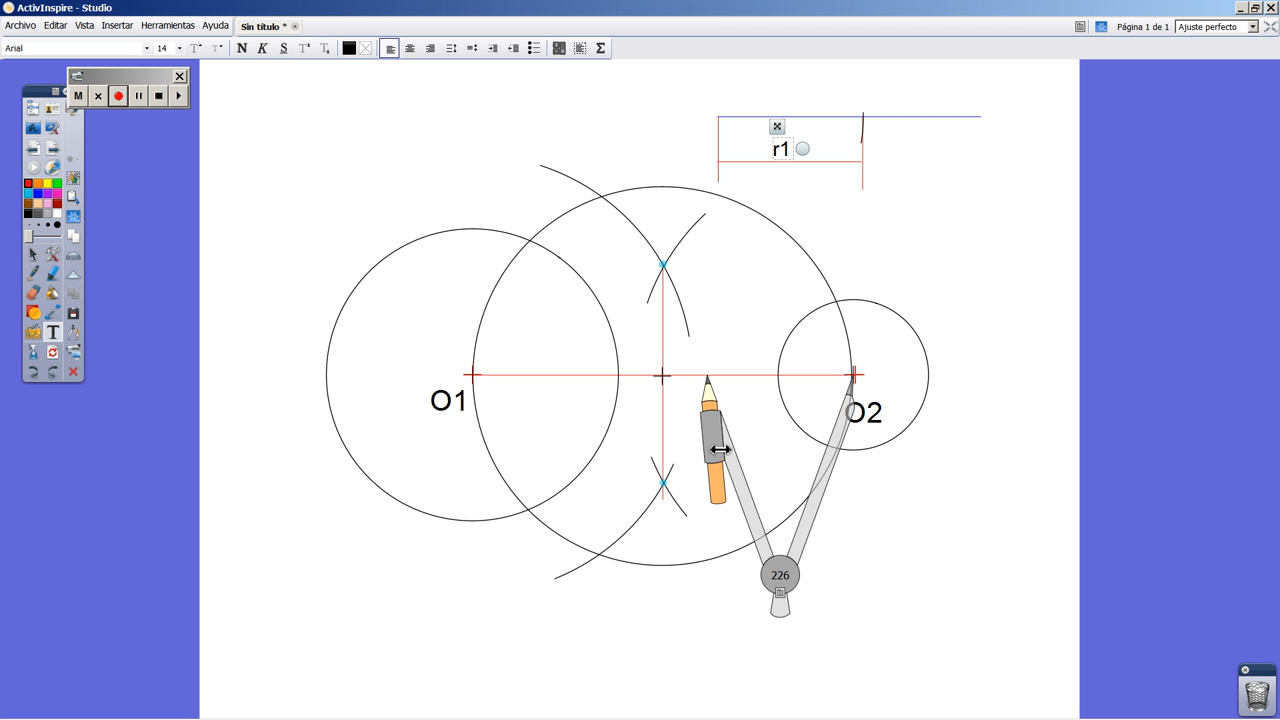 ActivInspire - Studio
Archivo Editar Vista Insertar Herramientas Ayuda Sin título *
Página 1 de 1 Ajuste perfecto
Arial 14 N K S T T Σ
M
T
r1
O1
O2
226